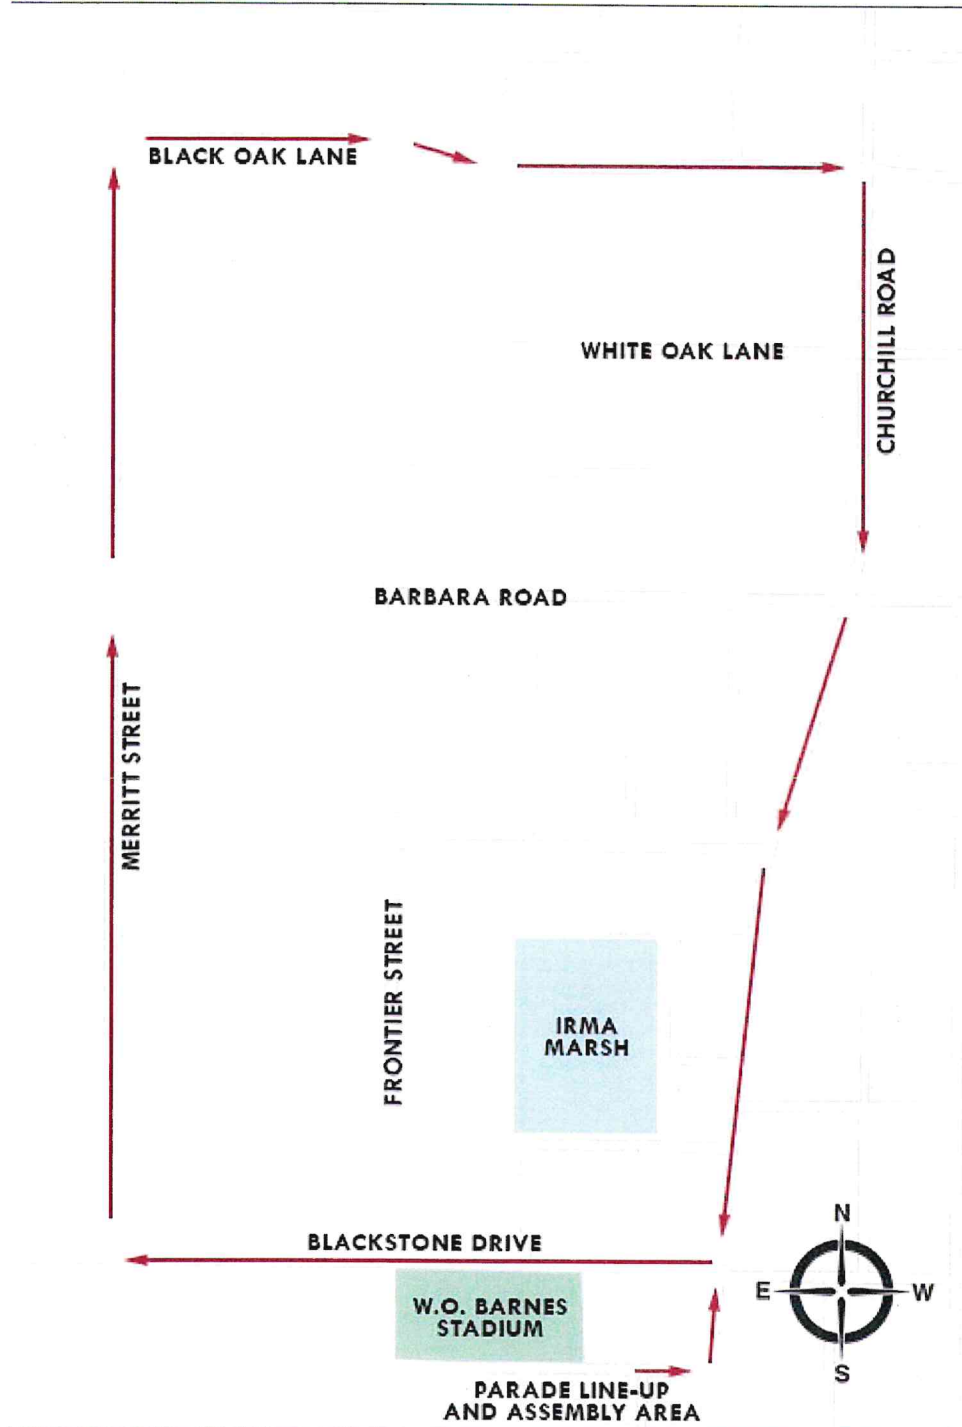 BLACK OAK LANE
CHURCHILL ROAD
WHITE OAK LANE
BARBARA ROAD
MERRITT STREET
FRONTIER STREET
IRMA
MARSH
N
E W
S
BLACKSTONE DRIVE
W.O. BARNES
STADIUM
PARADE LINE-UP
AND ASSEMBLY AREA